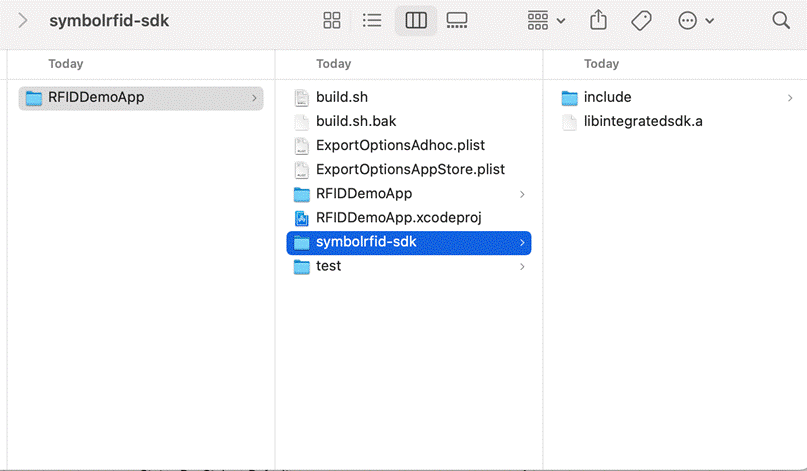 symbolrfid-sdk
Today
RFIDDemoApp
Today
build.sh
build.sh.bak
ExportOptionsAdhoc.plist
ExportOptionsAppStore.plist
RFIDDemoApp
RFIDDemoApp.xcodeproj
symbolrfid-sdk
test
Today
include
libintegratedsdk.a